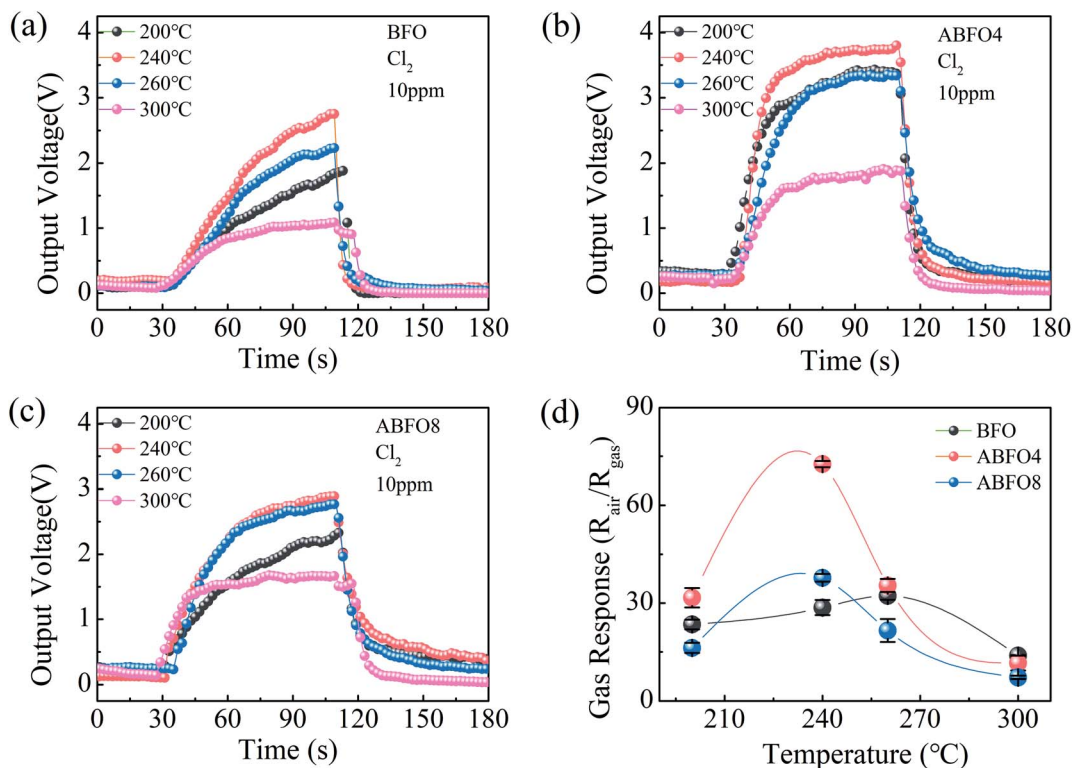 (a)
4
3
2
1
0
Output Voltage(V)
200℃
240℃
260℃
300℃
BFO
Cl₂
10ppm
0 30 60 90 120 150 180
Time (s)
(b)
4
3
2
1
0
Output Voltage(V)
200℃
240℃
260℃
300℃
ABFO4
Cl₂
10ppm
0 30 60 90 120 150 180
Time (s)
(c)
4
3
2
1
0
Output Voltage(V)
200℃
240℃
260℃
300℃
ABFO8
Cl₂
10ppm
0 30 60 90 120 150 180
Time (s)
(d)
90
60
30
0
Gas Response (R_air/R_gas)
BFO
ABFO4
ABFO8
210 240 270 300
Temperature (℃)